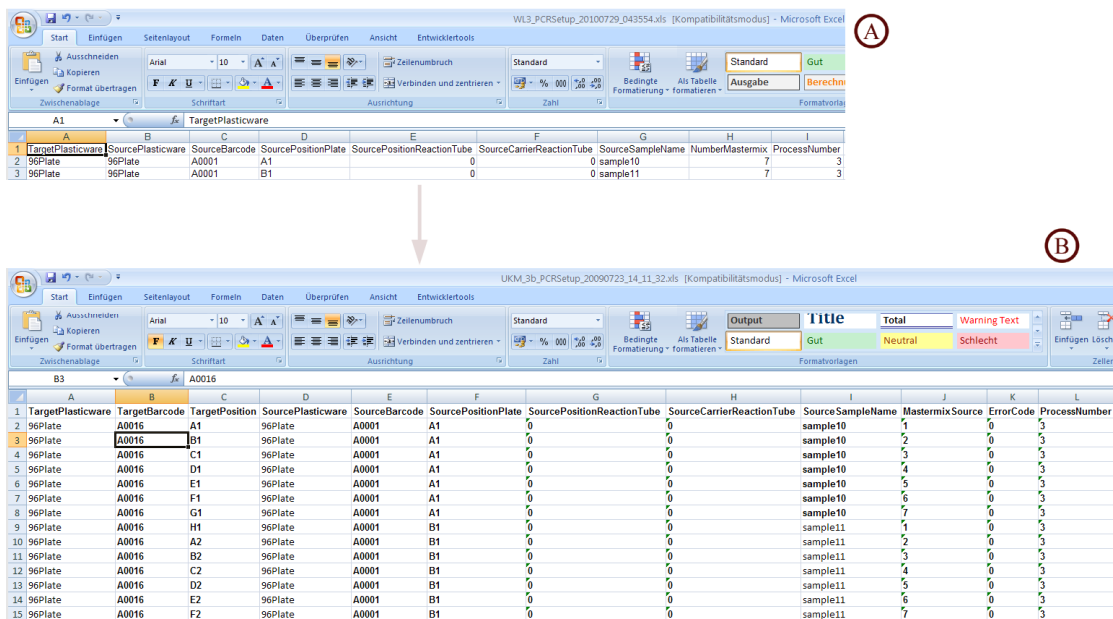 WL3_PCRSetup_20100729_043554.xls [Kompatibilitätsmodus] - Microsoft Excel
A
Start Einfügen Seitenlayout Formeln Daten Überprüfen Ansicht Entwicklertools
Ausschneiden
Kopieren
Format übertragen
Einfügen
Zwischenablage
Arial 10 A A
F K U
Schriftart
Zeilenumbruch
Verbinden und zentrieren
Ausrichtung
Standard
% 000
Zahl
Bedingte Formatierung
Als Tabelle formatieren
Standard Gut
Ausgabe Berechnu
Formatvorlag
A1 fx TargetPlasticware
A B C D E F G H I
1 TargetPlasticware SourcePlasticware SourceBarcode SourcePositionPlate SourcePositionReactionTube SourceCarrierReactionTube SourceSampleName NumberMastermix ProcessNumber
2 96Plate 96Plate A0001 A1 0 0 sample10 7 3
3 96Plate 96Plate A0001 B1 0 0 sample11 7 3
B
UKM_3b_PCRSetup_20090723_14_11_32.xls [Kompatibilitätsmodus] - Microsoft Excel
Start Einfügen Seitenlayout Formeln Daten Überprüfen Ansicht Entwicklertools
Ausschneiden
Kopieren
Format übertragen
Einfügen
Zwischenablage
Arial 10 A A
F K U
Schriftart
Zeilenumbruch
Verbinden und zentrieren
Ausrichtung
Standard
% 000
Zahl
Bedingte Formatierung
Als Tabelle formatieren
Output Title Total Warning Text
Standard Gut Neutral Schlecht
Formatvorlagen
Einfügen Lösch
Zeller
B3 fx A0016
A B C D E F G H I J K L
1 TargetPlasticware TargetBarcode TargetPosition SourcePlasticware SourceBarcode SourcePositionPlate SourcePositionReactionTube SourceCarrierReactionTube SourceSampleName MastermixSource ErrorCode ProcessNumber
2 96Plate A0016 A1 96Plate A0001 A1 0 0 sample10 1 0 3
3 96Plate A0016 B1 96Plate A0001 A1 0 0 sample10 2 0 3
4 96Plate A0016 C1 96Plate A0001 A1 0 0 sample10 3 0 3
5 96Plate A0016 D1 96Plate A0001 A1 0 0 sample10 4 0 3
6 96Plate A0016 E1 96Plate A0001 A1 0 0 sample10 5 0 3
7 96Plate A0016 F1 96Plate A0001 A1 0 0 sample10 6 0 3
8 96Plate A0016 G1 96Plate A0001 A1 0 0 sample10 7 0 3
9 96Plate A0016 H1 96Plate A0001 B1 0 0 sample11 1 0 3
10 96Plate A0016 A2 96Plate A0001 B1 0 0 sample11 2 0 3
11 96Plate A0016 B2 96Plate A0001 B1 0 0 sample11 3 0 3
12 96Plate A0016 C2 96Plate A0001 B1 0 0 sample11 4 0 3
13 96Plate A0016 D2 96Plate A0001 B1 0 0 sample11 5 0 3
14 96Plate A0016 E2 96Plate A0001 B1 0 0 sample11 6 0 3
15 96Plate A0016 F2 96Plate A0001 B1 0 0 sample11 7 0 3